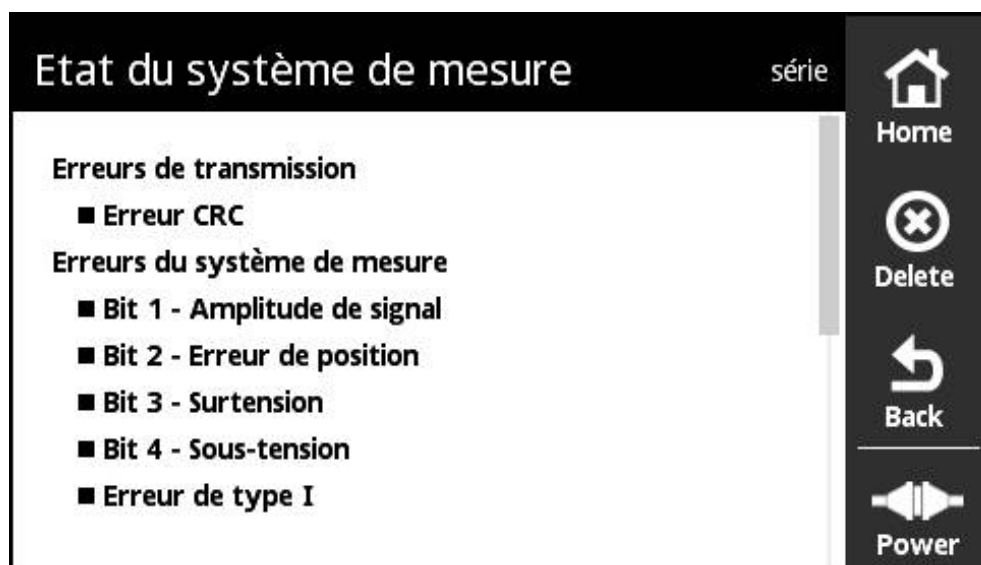 Etat du système de mesure
série
Erreurs de transmission
■ Erreur CRC
Erreurs du système de mesure
■ Bit 1 - Amplitude de signal
■ Bit 2 - Erreur de position
■ Bit 3 - Surtension
■ Bit 4 - Sous-tension
■ Erreur de type I
Home
Delete
Back
Power